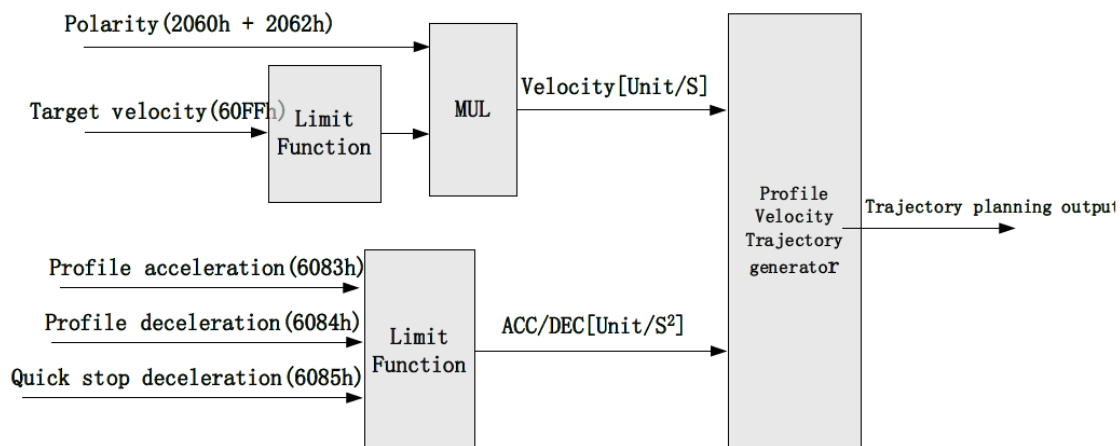 Polarity(2060h + 2062h)
Target velocity(60FFh)
Limit
Function
MUL
Velocity[Unit/S]
Profile acceleration(6083h)
Profile deceleration(6084h)
Quick stop deceleration(6085h)
Limit
Function
ACC/DEC[Unit/S²]
Profile
Velocity
Trajectory
generator
Trajectory planning output